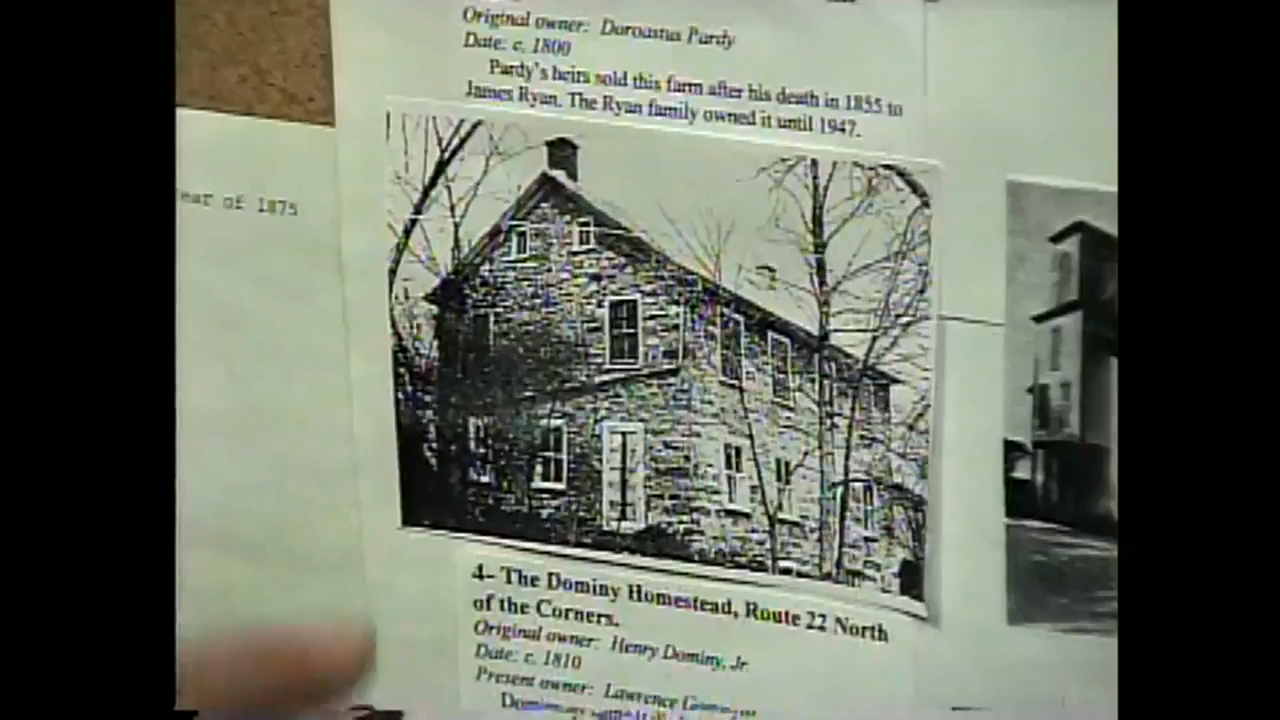 Original owner: Doroastus Pardy
Date: c. 1800
Pardy's heirs sold this farm after his death in 1855 to
James Ryan. The Ryan family owned it until 1947.
ear of 1875
4- The Dominy Homestead, Route 22 North
of the Corners.
Original owner: Henry Dominy, Jr.
Date: c. 1810
Present owner: Lawrence